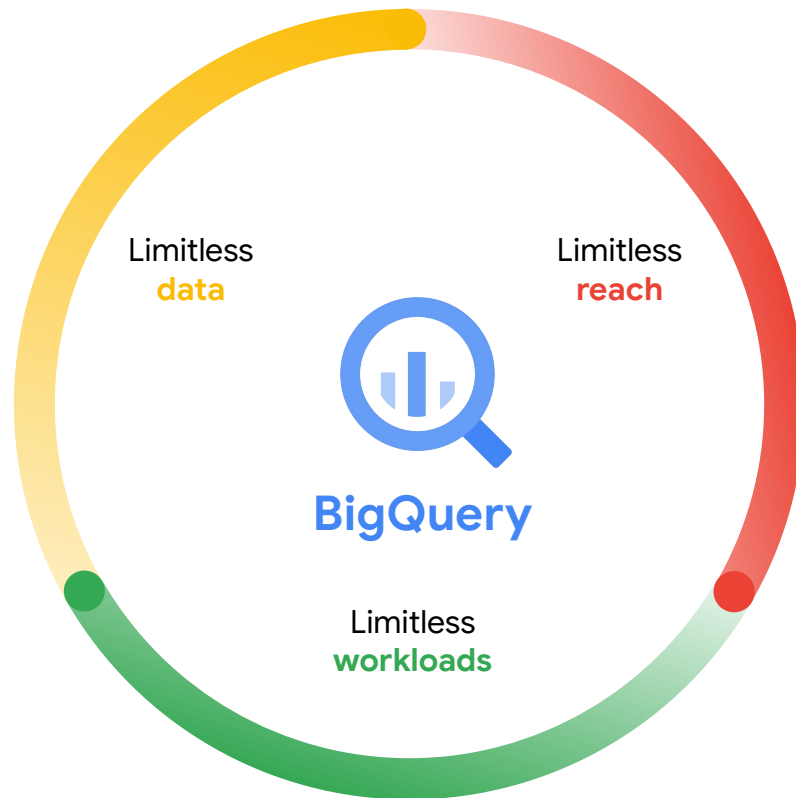 Limitless
data
Limitless
reach
BigQuery
Limitless
workloads